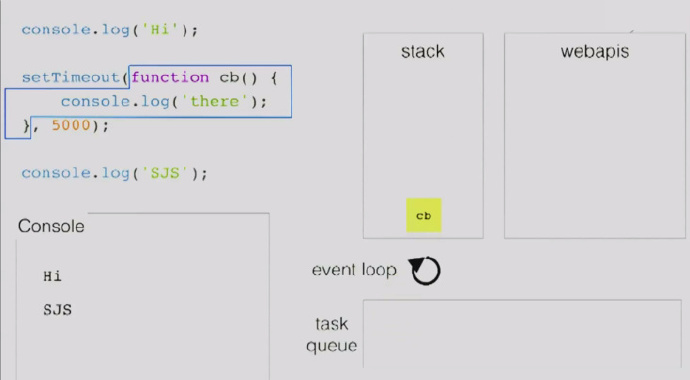 console.log('Hi');
setTimeout(function cb() {
console.log('there');
}, 5000);
console.log('SJS');
Console
Hi
SJS
stack
cb
webapis
event loop
task
queue